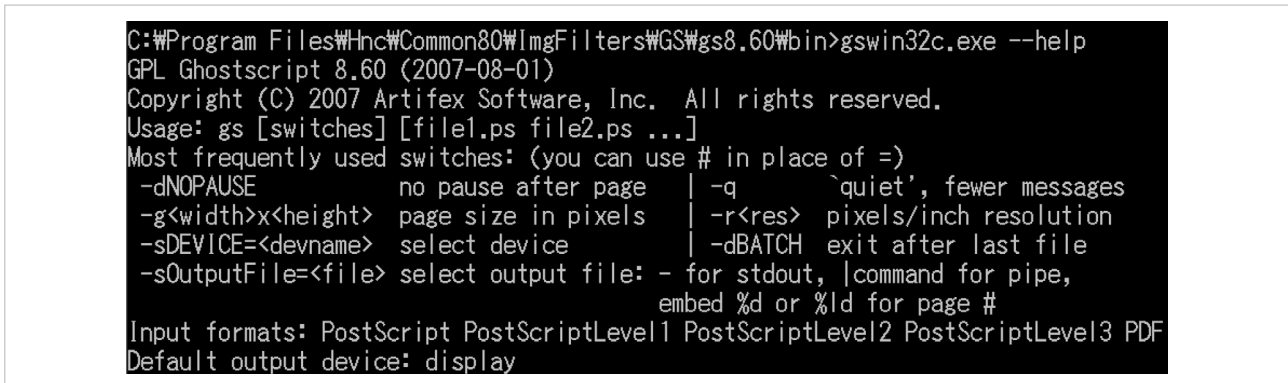 C:₩Program Files₩Hnc₩Common80₩ImgFilters₩GS₩gs8.60₩bin>gswin32c.exe --help
GPL Ghostscript 8.60 (2007-08-01)
Copyright (C) 2007 Artifex Software, Inc.  All rights reserved.
Usage: gs [switches] [file1.ps file2.ps ...]
Most frequently used switches: (you can use # in place of =)
 -dNOPAUSE           no pause after page   | -q       `quiet', fewer messages
 -g<width>x<height>  page size in pixels   | -r<res>  pixels/inch resolution
 -sDEVICE=<devname>  select device         | -dBATCH  exit after last file
 -sOutputFile=<file> select output file: - for stdout, |command for pipe,
                                         embed %d or %ld for page #
Input formats: PostScript PostScriptLevel1 PostScriptLevel2 PostScriptLevel3 PDF
Default output device: display